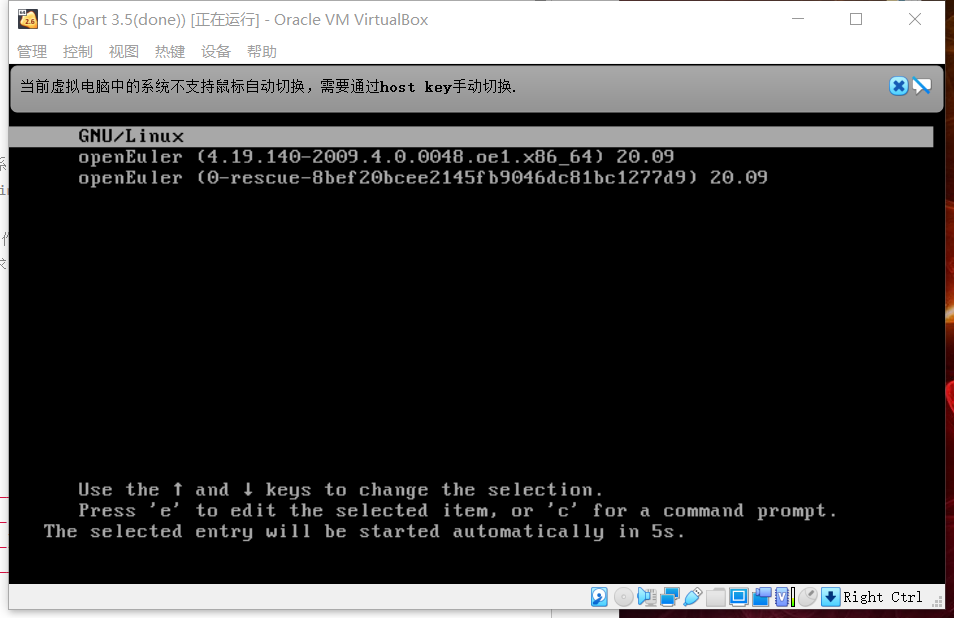 LFS (part 3.5(done)) [正在运行] - Oracle VM VirtualBox
管理 控制 视图 热键 设备 帮助
当前虚拟电脑中的系统不支持鼠标自动切换，需要通过host key手动切换.
GNU/Linux
openEuler (4.19.140-2009.4.0.0048.oe1.x86_64) 20.09
openEuler (0-rescue-8bef20bcee2145fb9046dc81bc1277d9) 20.09
Use the ↑ and ↓ keys to change the selection.
Press 'e' to edit the selected item, or 'c' for a command prompt.
The selected entry will be started automatically in 5s.
Right Ctrl